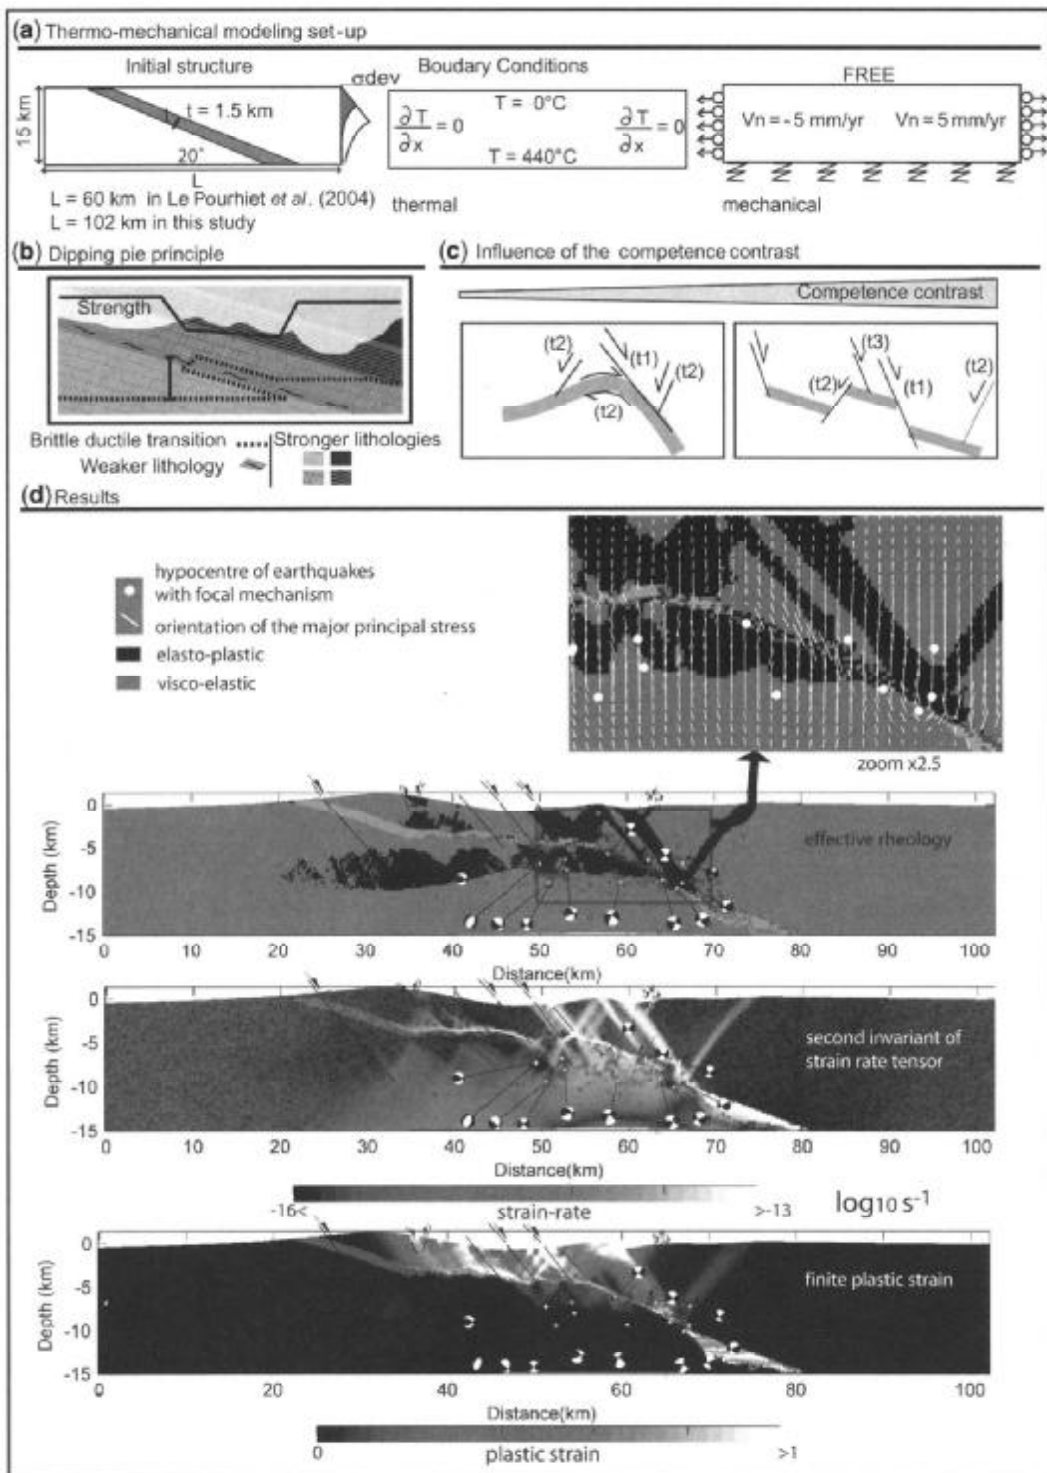 (a) Thermo-mechanical modeling set-up
Initial structure
σdev
Boudary Conditions
FREE
15 km
t = 1.5 km
20°
L
∂T/∂x = 0
T = 0°C
T = 440°C
∂T/∂x = 0
Vn = - 5 mm/yr
Vn = 5 mm/yr
L = 60 km in Le Pourhiet et al. (2004)
L = 102 km in this study
thermal
mechanical
(b) Dipping pie principle
(c) Influence of the competence contrast
Strength
Competence contrast
(t2)
(t1)
(t2)
(t2)
(t3)
(t2)
(t1)
(t2)
Brittle ductile transition
Stronger lithologies
Weaker lithology
(d) Results
hypocentre of earthquakes
with focal mechanism
orientation of the major principal stress
elasto-plastic
visco-elastic
zoom x2.5
Depth (km)
0
-5
-10
-15
effective rheology
0 10 20 30 40 50 60 70 80 90 100
Distance(km)
Depth (km)
0
-5
-10
-15
second invariant of
strain rate tensor
0 10 20 30 40 50 60 70 80 90 100
Distance(km)
-16< strain-rate >-13
log10 s-1
Depth (km)
0
-5
-10
-15
finite plastic strain
0 20 40 60 80 100
Distance(km)
0 plastic strain >1